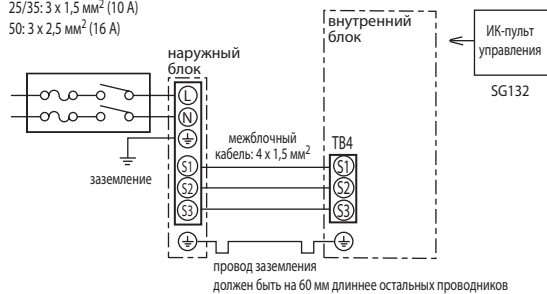 25/35: 3 x 1,5 мм² (10 А)
50: 3 x 2,5 мм² (16 А)
наружный
блок
внутренний
блок
ИК-пульт
управления
SG132
L
N
межблочный
кабель: 4 x 1,5 мм²
TB4
заземление
S1
S1
S2
S2
S3
S3
провод заземления
должен быть на 60 мм длиннее остальных проводников